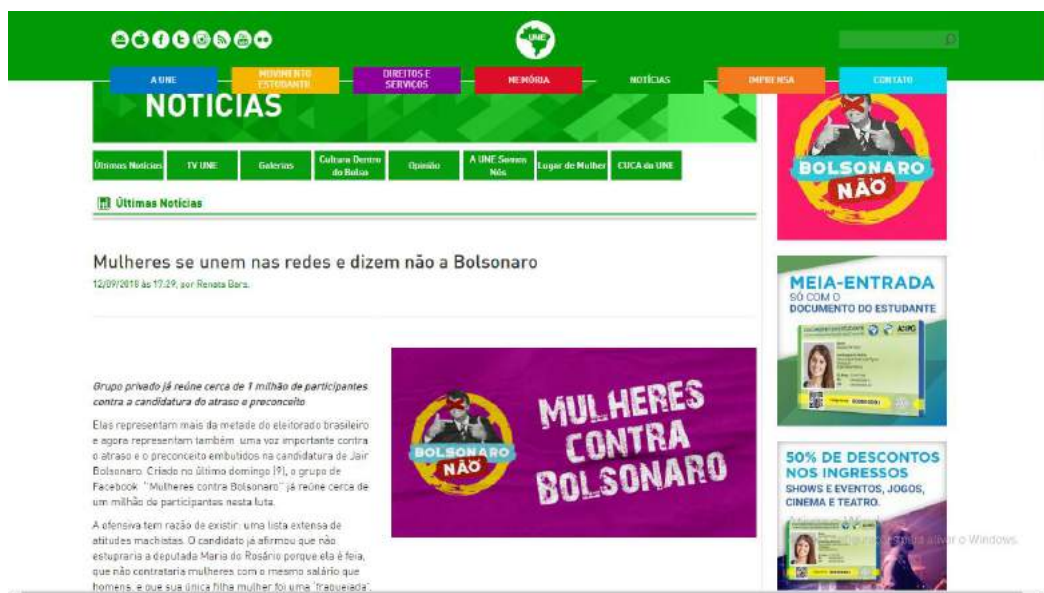 UNE
A UNE
MOVIMENTO
ESTUDANTIL
DIREITOS E
SERVIÇOS
MEMÓRIA
NOTÍCIAS
IMPRENSA
CONTATO
NOTÍCIAS
Últimas Notícias
TV UNE
Galerias
Cultura Dentro
do Bolso
Opinião
A UNE Somos
Nós
Lugar de Mulher
CUCA da UNE
Últimas Notícias
Mulheres se unem nas redes e dizem não a Bolsonaro
12/09/2018 às 17:29, por Renata Bars.
Grupo privado já reúne cerca de 1 milhão de participantes
contra a candidatura do atraso e preconceito
Elas representam mais da metade do eleitorado brasileiro
e agora representam também uma voz importante contra
o atraso e o preconceito embutidos na candidatura de Jair
Bolsonaro. Criado no último domingo (9), o grupo de
Facebook “Mulheres contra Bolsonaro” já reúne cerca de
um milhão de participantes nesta luta.
A ofensiva tem razão de existir: uma lista extensa de
atitudes machistas. O candidato já afirmou que não
estupraria a deputada Maria do Rosário porque ela é feia,
que não contrataria mulheres com o mesmo salário que
homens, e que sua única filha mulher foi uma ‘fraquejada’.
BOLSONARO
NÃO
MULHERES
CONTRA
BOLSONARO
BOLSONARO
NÃO
MEIA-ENTRADA
SÓ COM O
DOCUMENTO DO ESTUDANTE
50% DE DESCONTOS
NOS INGRESSOS
SHOWS E EVENTOS, JOGOS,
CINEMA E TEATRO.
ativar o Windows.